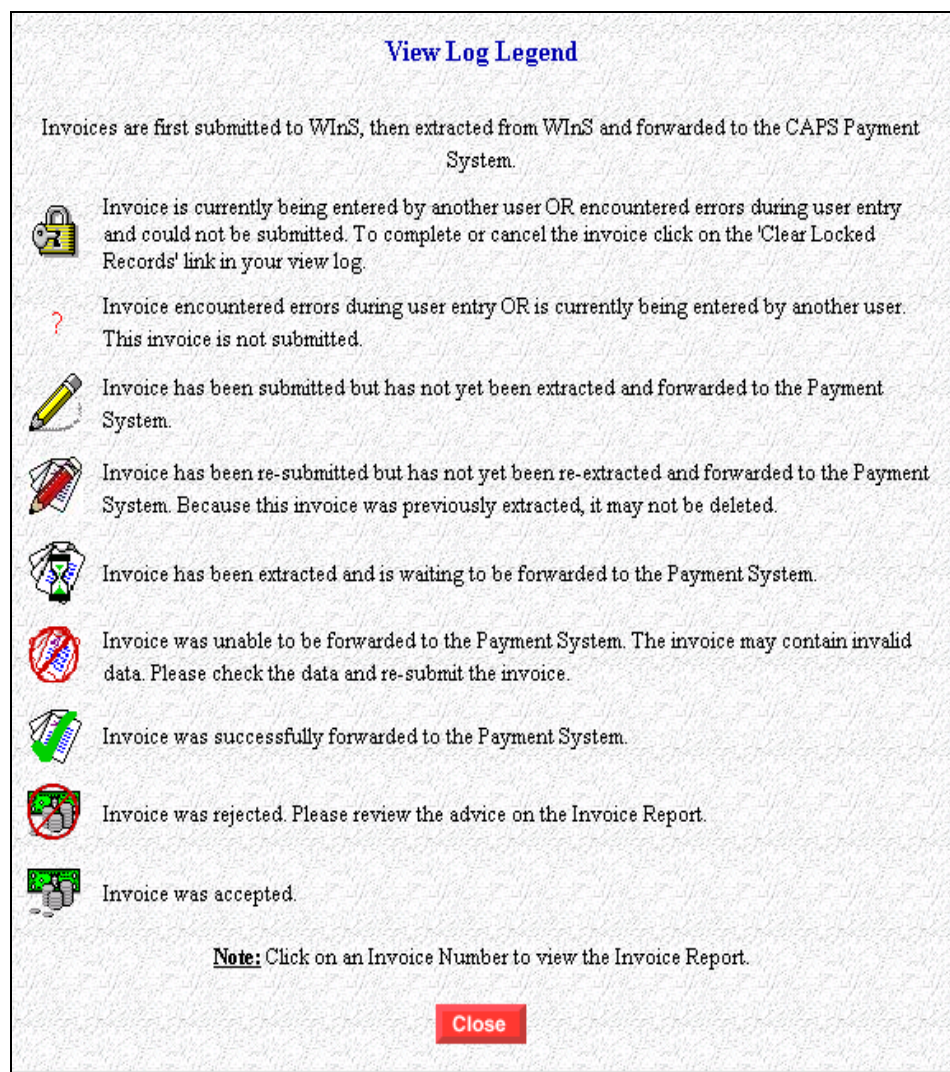 View Log Legend
Invoices are first submitted to WInS, then extracted from WInS and forwarded to the CAPS Payment
System.
Invoice is currently being entered by another user OR encountered errors during user entry
and could not be submitted. To complete or cancel the invoice click on the 'Clear Locked
Records' link in your view log.
?
Invoice encountered errors during user entry OR is currently being entered by another user.
This invoice is not submitted.
Invoice has been submitted but has not yet been extracted and forwarded to the Payment
System.
Invoice has been re-submitted but has not yet been re-extracted and forwarded to the Payment
System. Because this invoice was previously extracted, it may not be deleted.
Invoice has been extracted and is waiting to be forwarded to the Payment System.
Invoice was unable to be forwarded to the Payment System. The invoice may contain invalid
data. Please check the data and re-submit the invoice.
Invoice was successfully forwarded to the Payment System.
Invoice was rejected. Please review the advice on the Invoice Report.
Invoice was accepted.
Note: Click on an Invoice Number to view the Invoice Report.
Close